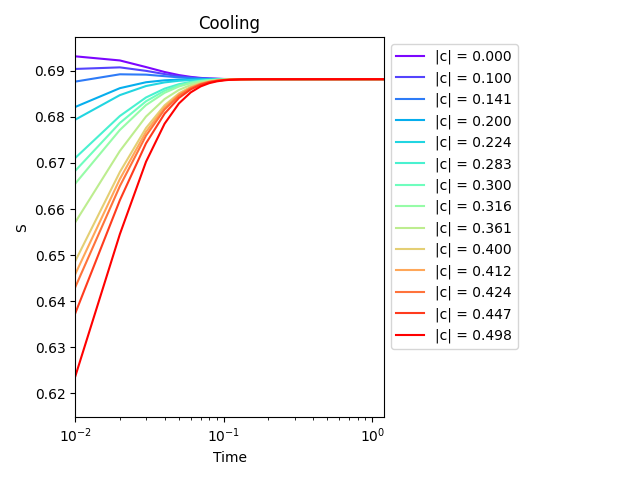 Cooling
S
0.69
0.68
0.67
0.66
0.65
0.64
0.63
0.62
10⁻²
10⁻¹
10⁰
Time
|c| = 0.000
|c| = 0.100
|c| = 0.141
|c| = 0.200
|c| = 0.224
|c| = 0.283
|c| = 0.300
|c| = 0.316
|c| = 0.361
|c| = 0.400
|c| = 0.412
|c| = 0.424
|c| = 0.447
|c| = 0.498